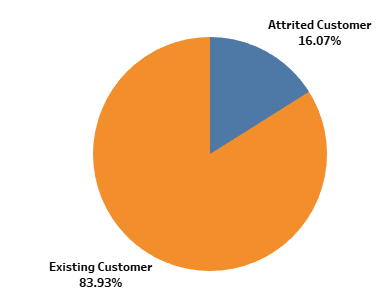 Attrited Customer
16.07%
Existing Customer
83.93%